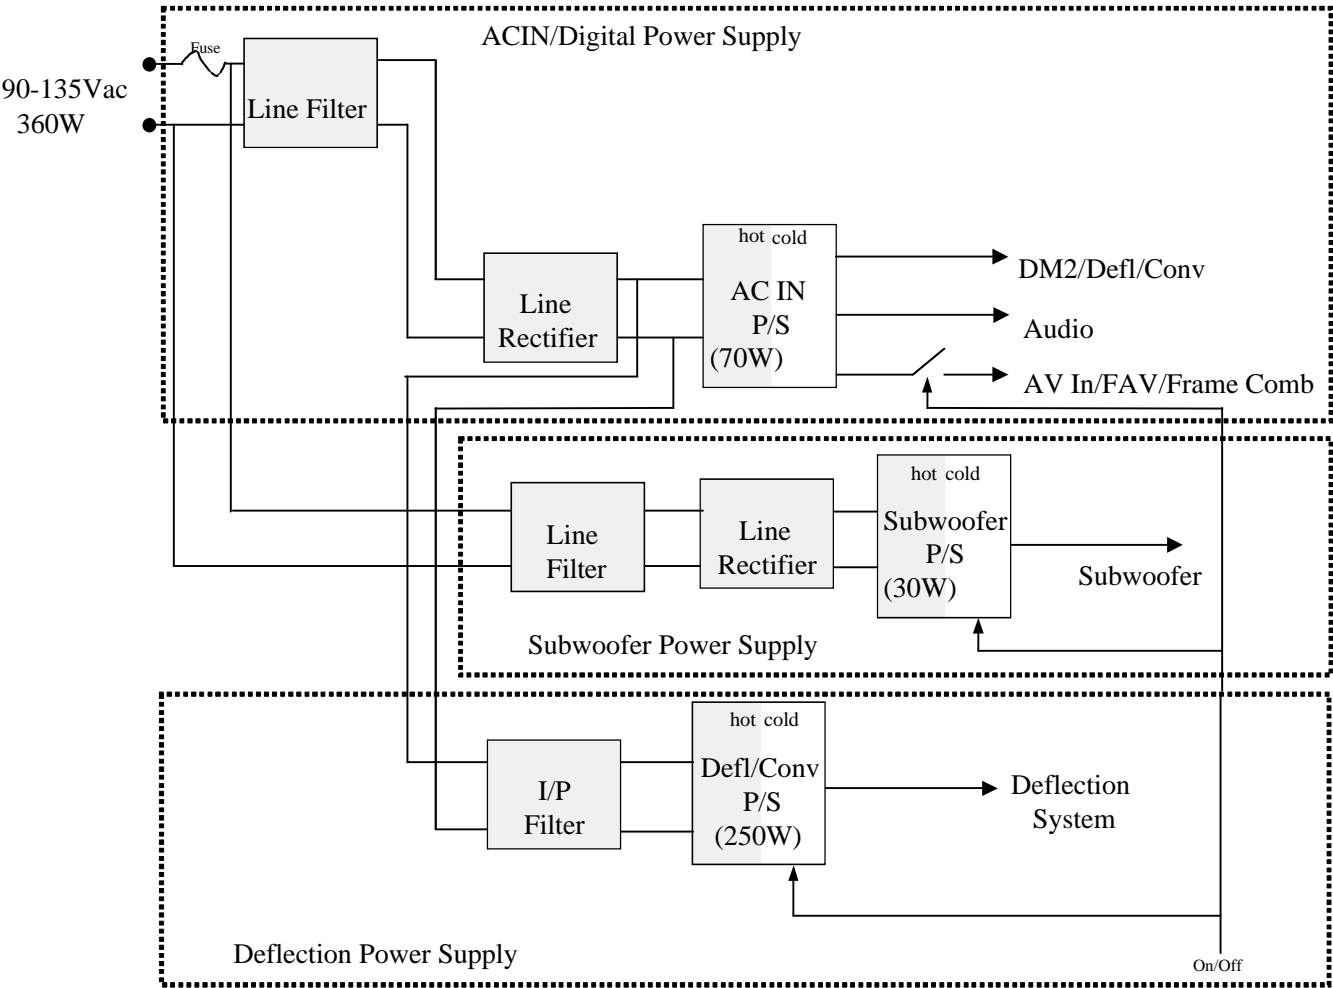 ACIN/Digital Power Supply
Fuse
90-135Vac
360W
Line Filter
hot cold
AC IN
P/S
(70W)
Line
Rectifier
DM2/Defl/Conv
Audio
AV In/FAV/Frame Comb
hot cold
Subwoofer
P/S
(30W)
Line
Filter
Line
Rectifier
Subwoofer
Subwoofer Power Supply
hot cold
Defl/Conv
P/S
(250W)
I/P
Filter
Deflection
System
Deflection Power Supply
On/Off